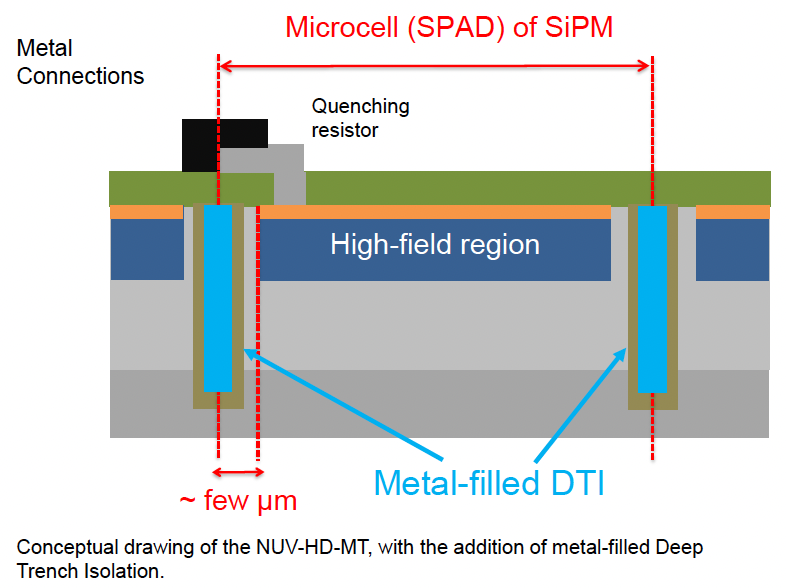 Microcell (SPAD) of SiPM
Metal
Connections
Quenching
resistor
High-field region
Metal-filled DTI
~ few µm
Conceptual drawing of the NUV-HD-MT, with the addition of metal-filled Deep
Trench Isolation.